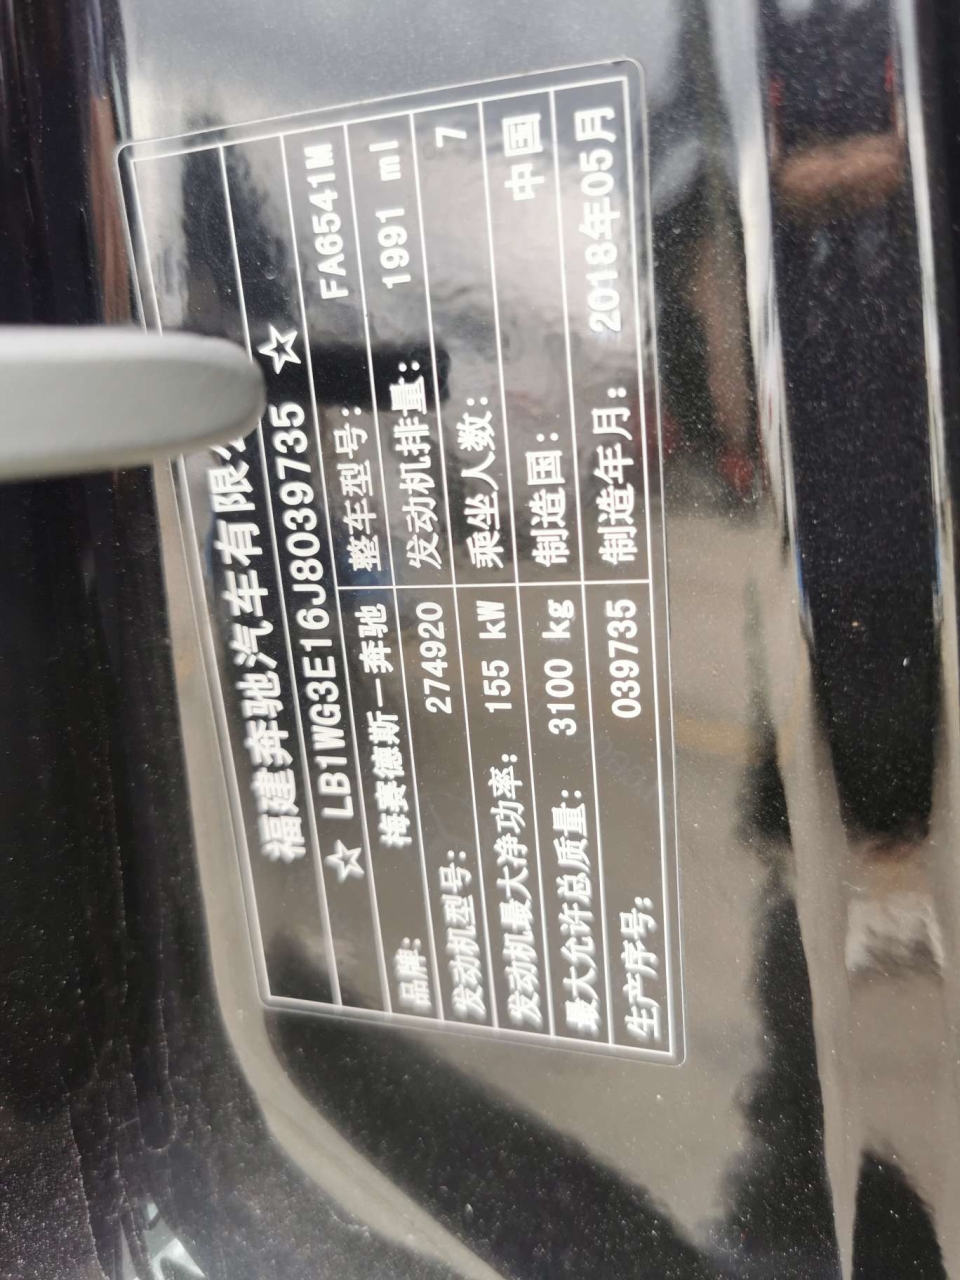 福建奔驰汽车有限
☆ LB1WG3E16J8039735 ☆
品牌: 梅赛德斯－奔驰 整车型号: FA6541M
发动机型号: 274920 发动机排量: 1991 ml
发动机最大净功率: 155 kW 乘坐人数: 7
最大允许总质量: 3100 kg 制造国: 中国
生产序号: 039735 制造年月: 2018年05月